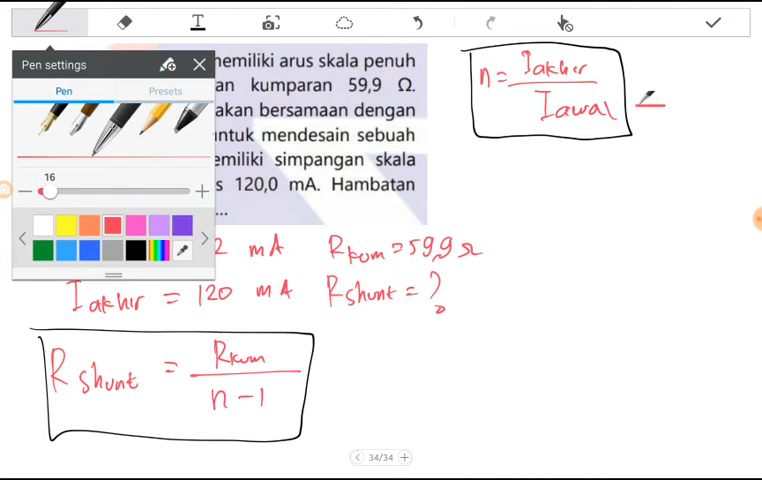 Pen settings
Pen Presets
16
emiliki arus skala penuh
an kumparan 59,9 Ω.
akan bersamaan dengan
ntuk mendesain sebuah
emiliki simpangan skala
s 120,0 mA. Hambatan
...
n = Iakhir / Iawal
2 mA Rkum = 59,9 Ω
Iakhir = 120 mA Rshunt = ?
Rshunt = Rkum / n - 1
34/34